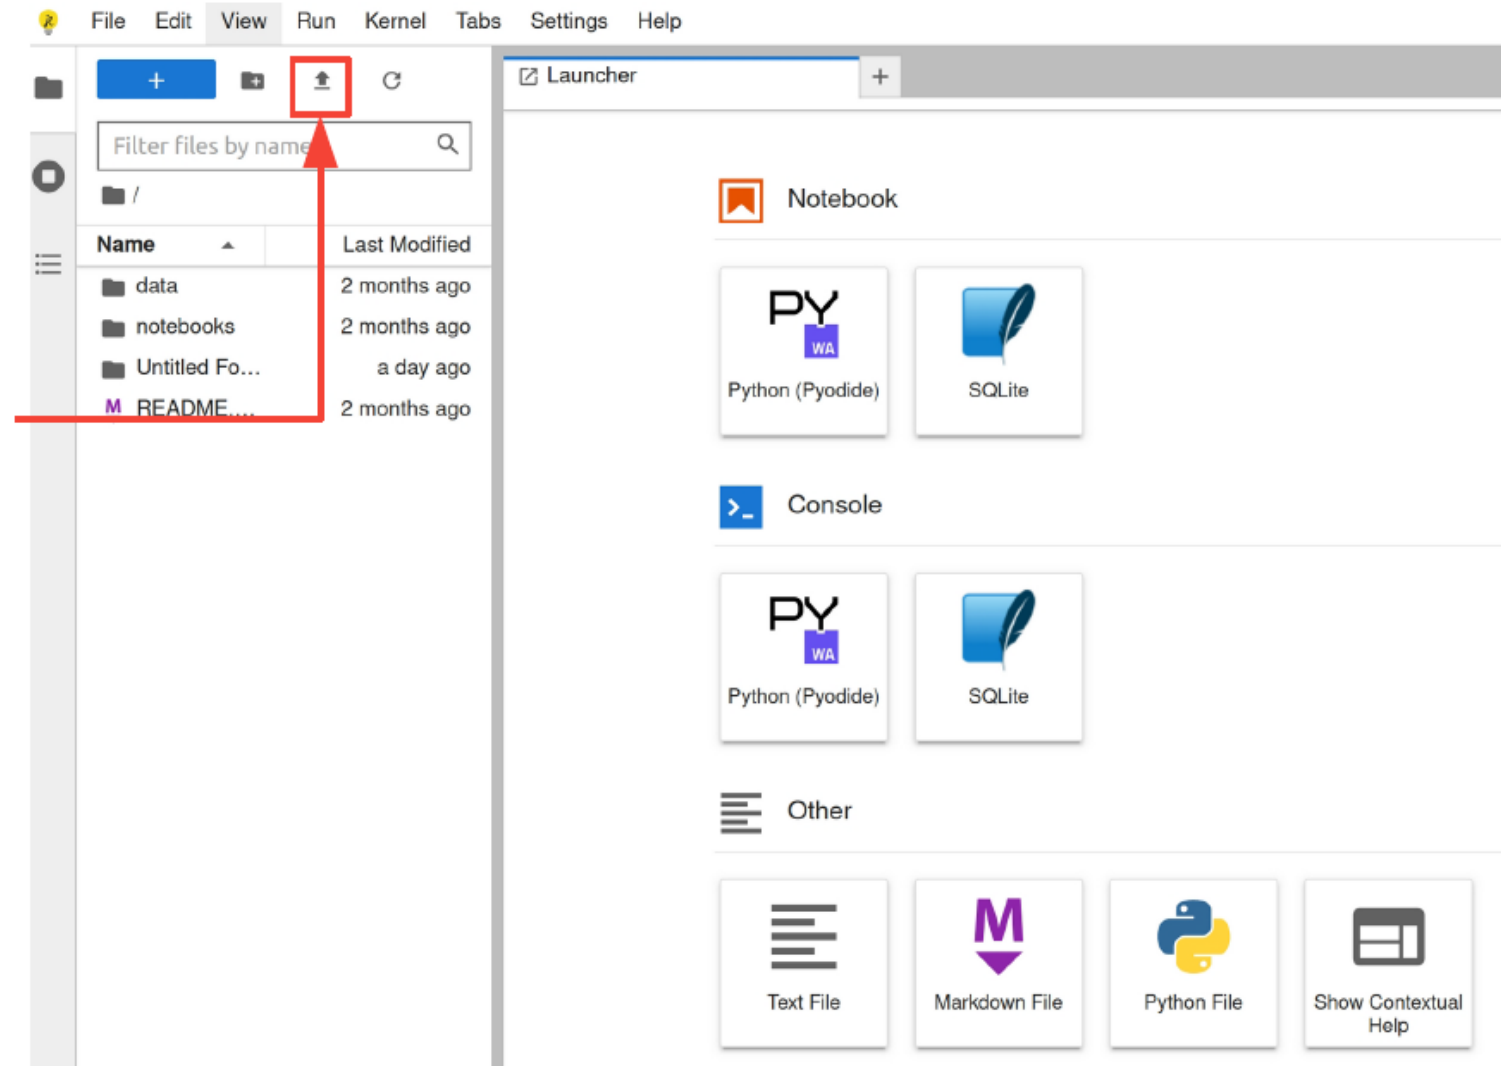 File Edit View Run Kernel Tabs Settings Help
+
Launcher
+
Filter files by name
/
Name Last Modified
data 2 months ago
notebooks 2 months ago
Untitled Fo... a day ago
M README.... 2 months ago
Notebook
PY
WA
Python (Pyodide)
SQLite
>_ Console
PY
WA
Python (Pyodide)
SQLite
Other
Text File
M
Markdown File
Python File
Show Contextual
Help